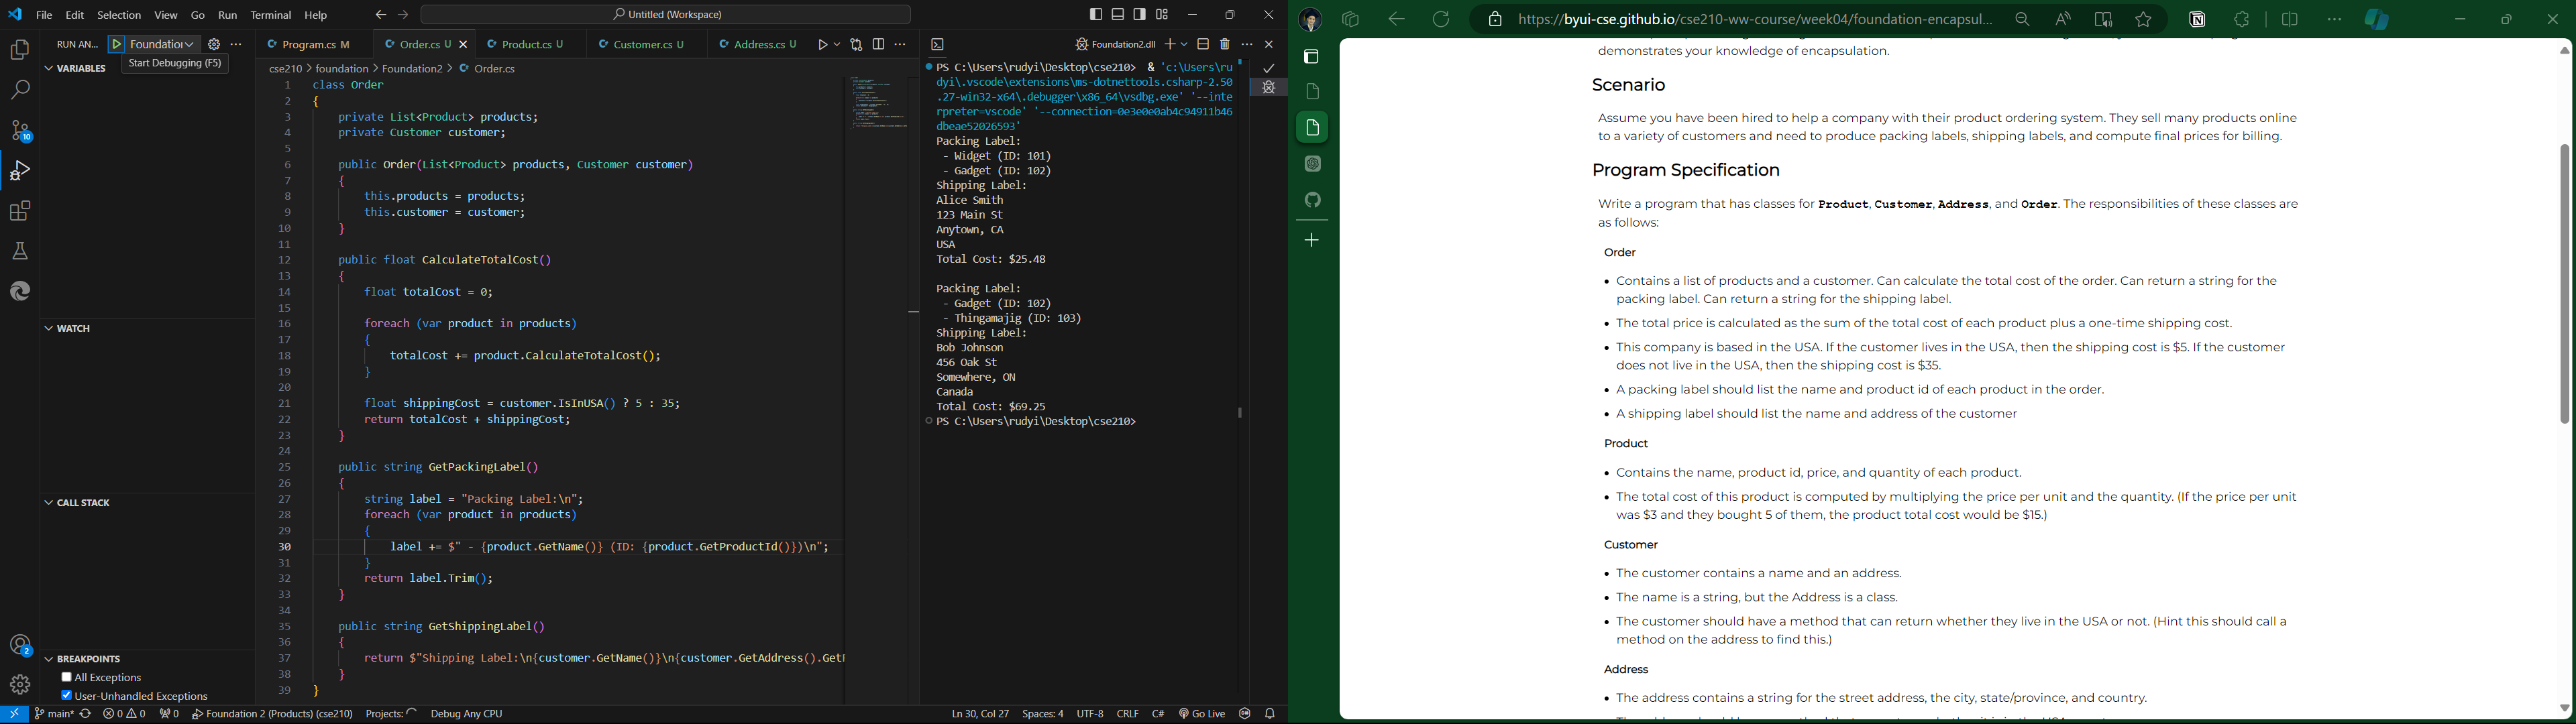 File Edit Selection View Go Run Terminal Help
Untitled (Workspace)
RUN AN... Foundation
Start Debugging (F5)
VARIABLES
WATCH
CALL STACK
BREAKPOINTS
All Exceptions
User-Unhandled Exceptions
10
2
Program.cs M
Order.cs U
Product.cs U
Customer.cs U
Address.cs U
cse210 > foundation > Foundation2 > Order.cs
1 class Order
2 {
3 private List<Product> products;
4 private Customer customer;
5
6 public Order(List<Product> products, Customer customer)
7 {
8 this.products = products;
9 this.customer = customer;
10 }
11
12 public float CalculateTotalCost()
13 {
14 float totalCost = 0;
15
16 foreach (var product in products)
17 {
18 totalCost += product.CalculateTotalCost();
19 }
20
21 float shippingCost = customer.IsInUSA() ? 5 : 35;
22 return totalCost + shippingCost;
23 }
24
25 public string GetPackingLabel()
26 {
27 string label = "Packing Label:\n";
28 foreach (var product in products)
29 {
30 label += $" - {product.GetName()} (ID: {product.GetProductId()})\n";
31 }
32 return label.Trim();
33 }
34
35 public string GetShippingLabel()
36 {
37 return $"Shipping Label:\n{customer.GetName()}\n{customer.GetAddress().GetF
38 }
39 }
Foundation2.dll
PS C:\Users\rudyi\Desktop\cse210> & 'c:\Users\ru
dyi\.vscode\extensions\ms-dotnettools.csharp-2.50
.27-win32-x64\.debugger\x86_64\vsdbg.exe' '--inte
rpreter=vscode' '--connection=0e3e0e0ab4c94911b46
dbeae52026593'
Packing Label:
- Widget (ID: 101)
- Gadget (ID: 102)
Shipping Label:
Alice Smith
123 Main St
Anytown, CA
USA
Total Cost: $25.48
Packing Label:
- Gadget (ID: 102)
- Thingamajig (ID: 103)
Shipping Label:
Bob Johnson
456 Oak St
Somewhere, ON
Canada
Total Cost: $69.25
PS C:\Users\rudyi\Desktop\cse210>
main* 0 0 0 Foundation 2 (Products) (cse210) Projects: Debug Any CPU
Ln 30, Col 27 Spaces: 4 UTF-8 CRLF C# Go Live
https://byui-cse.github.io/cse210-ww-course/week04/foundation-encapsul...
demonstrates your knowledge of encapsulation.
Scenario
Assume you have been hired to help a company with their product ordering system. They sell many products online
to a variety of customers and need to produce packing labels, shipping labels, and compute final prices for billing.
Program Specification
Write a program that has classes for Product, Customer, Address, and Order. The responsibilities of these classes are
as follows:
Order
• Contains a list of products and a customer. Can calculate the total cost of the order. Can return a string for the
packing label. Can return a string for the shipping label.
• The total price is calculated as the sum of the total cost of each product plus a one-time shipping cost.
• This company is based in the USA. If the customer lives in the USA, then the shipping cost is $5. If the customer
does not live in the USA, then the shipping cost is $35.
• A packing label should list the name and product id of each product in the order.
• A shipping label should list the name and address of the customer
Product
• Contains the name, product id, price, and quantity of each product.
• The total cost of this product is computed by multiplying the price per unit and the quantity. (If the price per unit
was $3 and they bought 5 of them, the product total cost would be $15.)
Customer
• The customer contains a name and an address.
• The name is a string, but the Address is a class.
• The customer should have a method that can return whether they live in the USA or not. (Hint this should call a
method on the address to find this.)
Address
• The address contains a string for the street address, the city, state/province, and country.